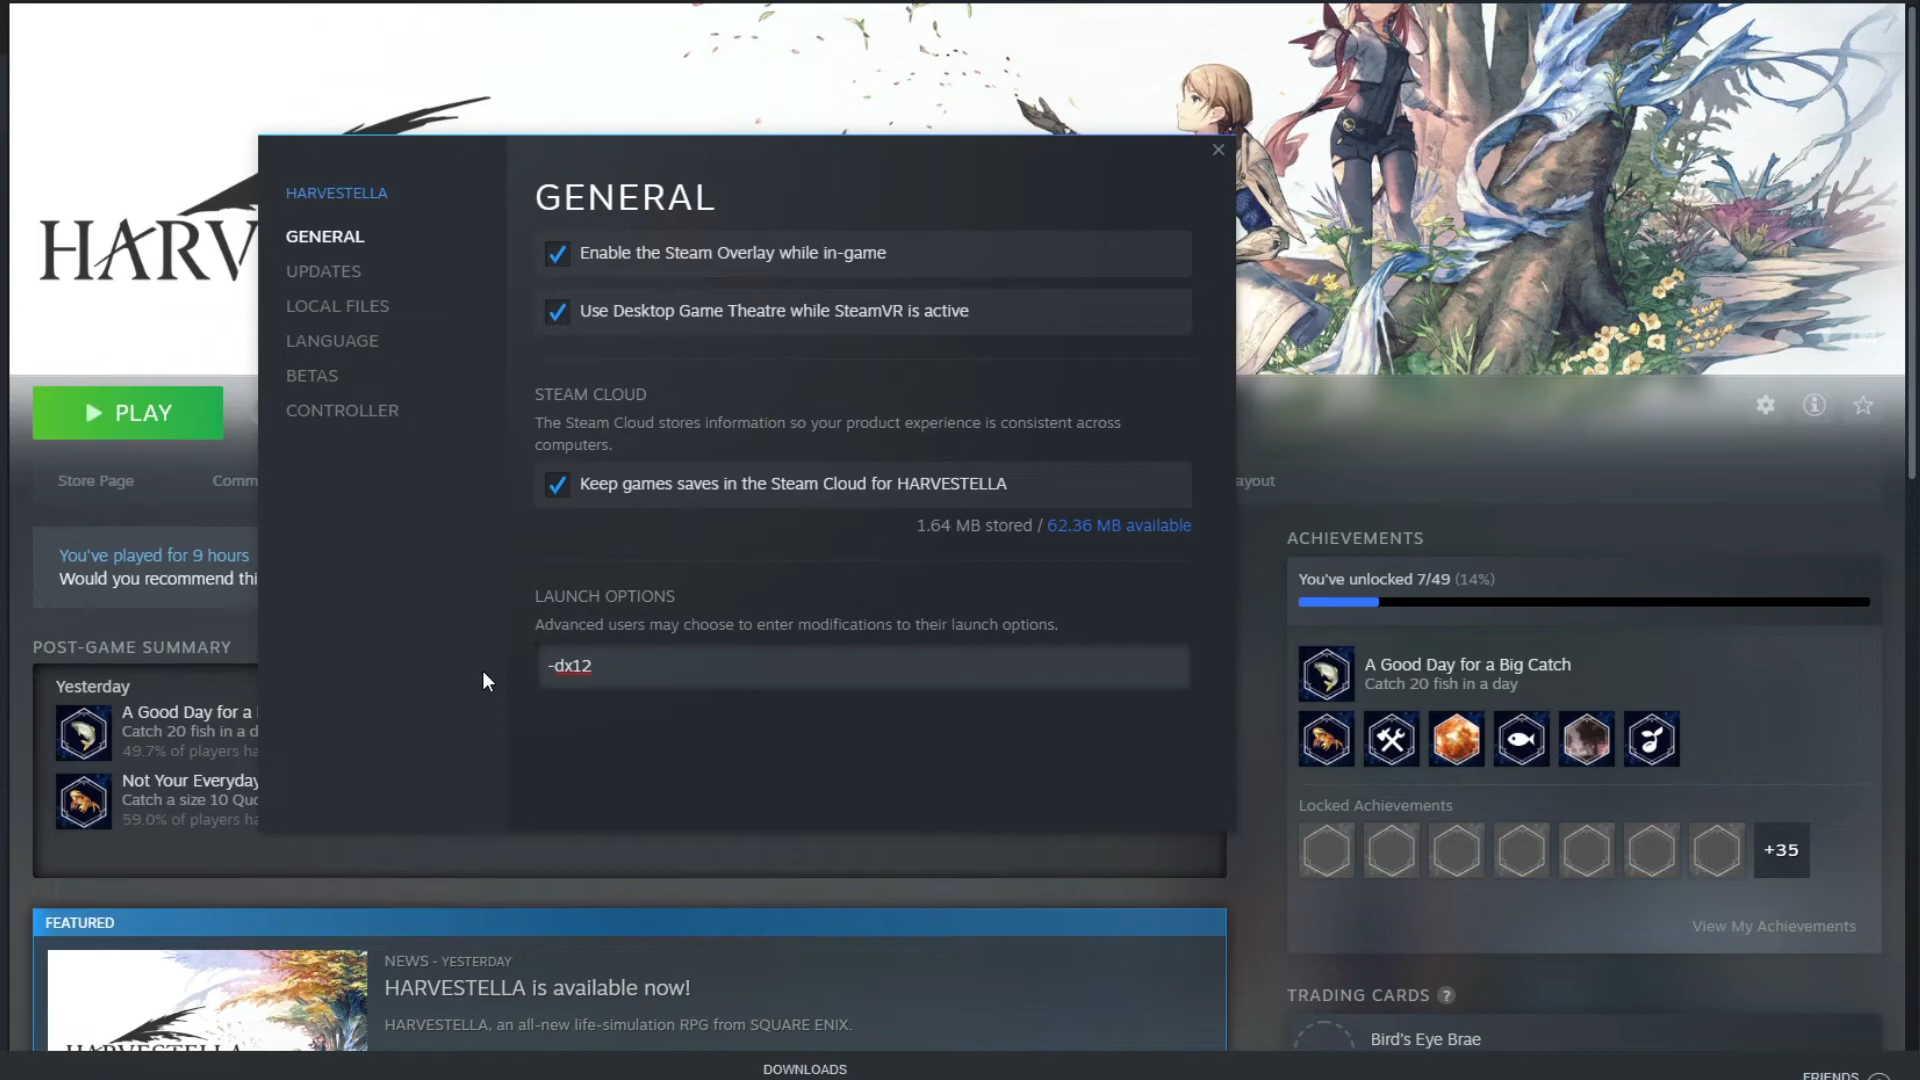 HARV
HARVESTELLA
GENERAL
UPDATES
LOCAL FILES
LANGUAGE
BETAS
CONTROLLER
GENERAL
Enable the Steam Overlay while in-game
Use Desktop Game Theatre while SteamVR is active
STEAM CLOUD
The Steam Cloud stores information so your product experience is consistent across
computers.
Keep games saves in the Steam Cloud for HARVESTELLA
1.64 MB stored / 62.36 MB available
LAUNCH OPTIONS
Advanced users may choose to enter modifications to their launch options.
-dx12
PLAY
Store Page
Comm
ayout
You've played for 9 hours
Would you recommend thi
POST-GAME SUMMARY
Yesterday
A Good Day for a
Catch 20 fish in a d
49.7% of players ha
Not Your Everyday
Catch a size 10 Quo
59.0% of players ha
FEATURED
NEWS - YESTERDAY
HARVESTELLA is available now!
HARVESTELLA, an all-new life-simulation RPG from SQUARE ENIX.
HARVESTELLA
ACHIEVEMENTS
You've unlocked 7/49 (14%)
A Good Day for a Big Catch
Catch 20 fish in a day
Locked Achievements
+35
View My Achievements
TRADING CARDS ?
Bird's Eye Brae
DOWNLOADS
FRIENDS